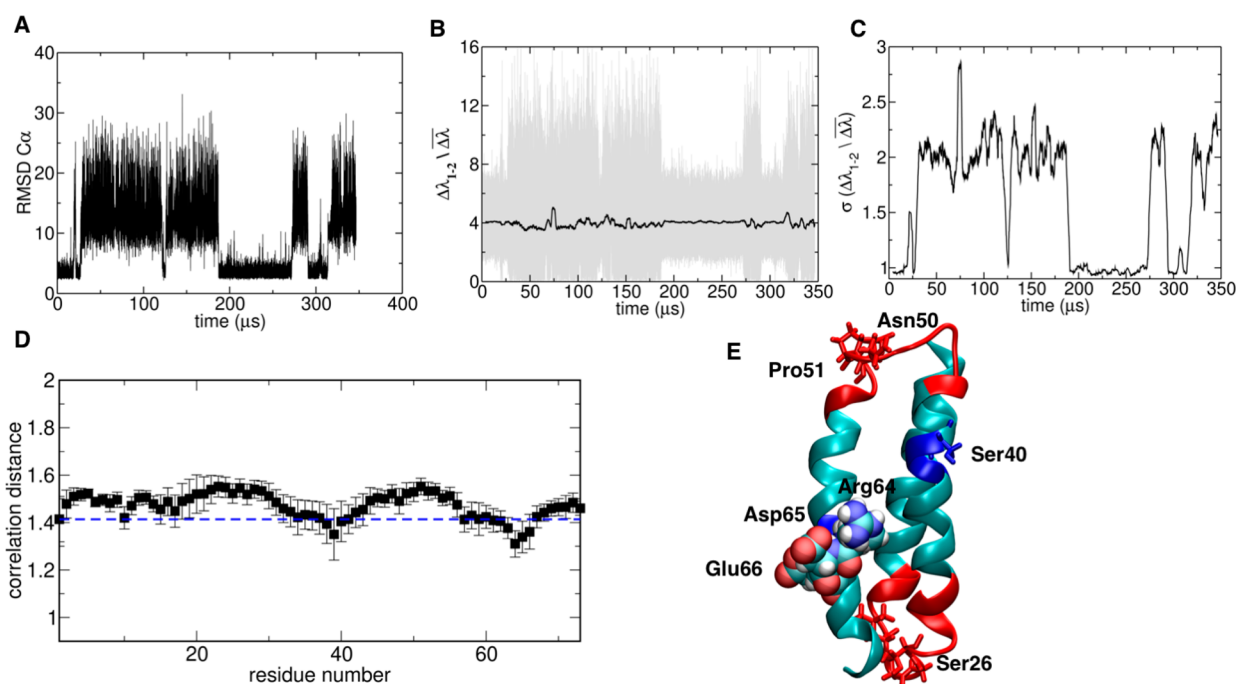 A
RMSD Cα
40
30
20
10
0
0 100 200 300 400
time (μs)
B
Δλ1-2 \ Δλ̅
16
12
8
4
0
0 50 100 150 200 250 300 350
time (μs)
C
σ (Δλ1-2 \ Δλ̅)
3
2.5
2
1.5
1
0 50 100 150 200 250 300 350
time (μs)
D
correlation distance
2
1.8
1.6
1.4
1.2
1
20 40 60
residue number
E
Asn50
Pro51
Ser40
Arg64
Asp65
Glu66
Ser26